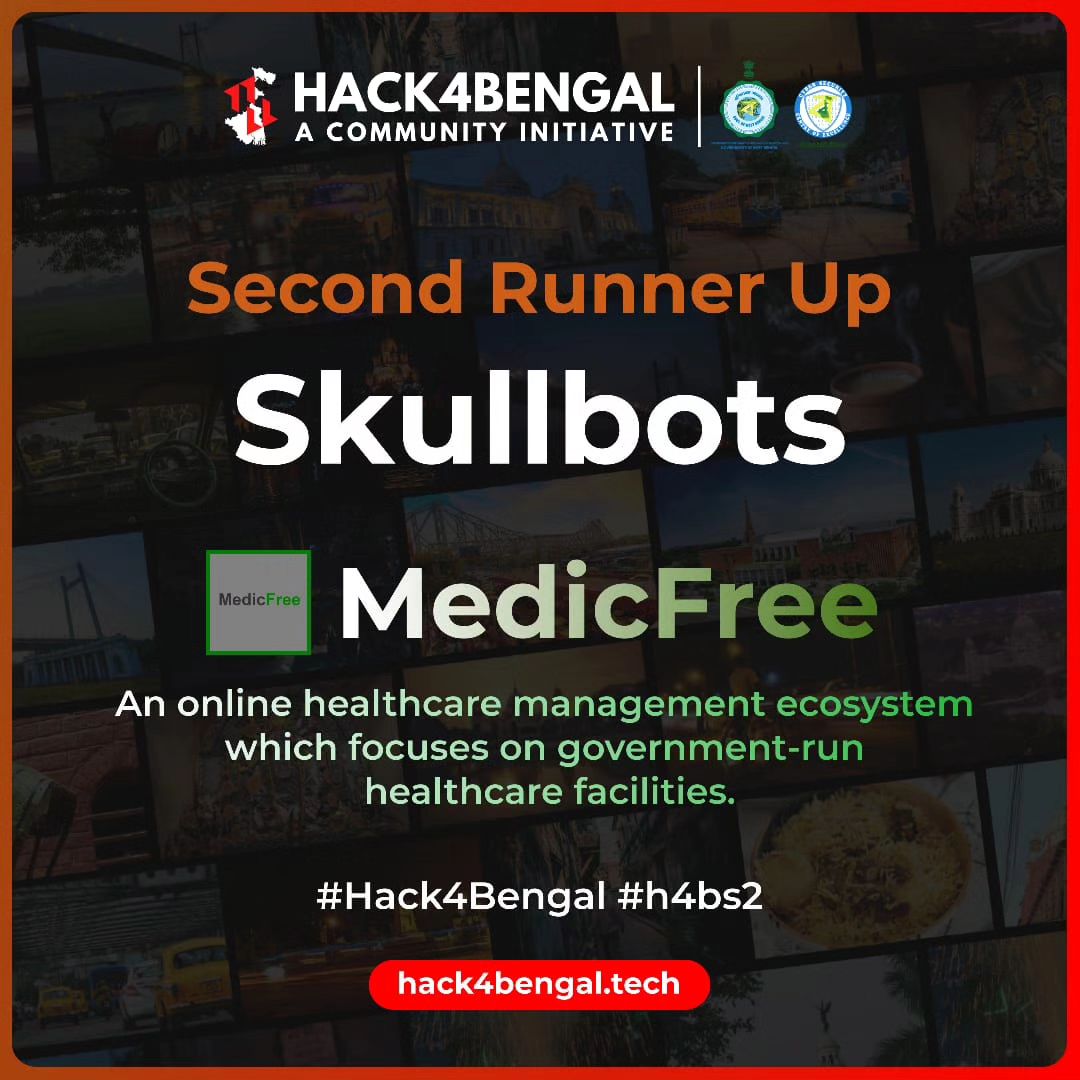 HACK4BENGAL
A COMMUNITY INITIATIVE
Second Runner Up
Skullbots
MedicFree
MedicFree
An online healthcare management ecosystem
which focuses on government-run
healthcare facilities.
#Hack4Bengal #h4bs2
hack4bengal.tech